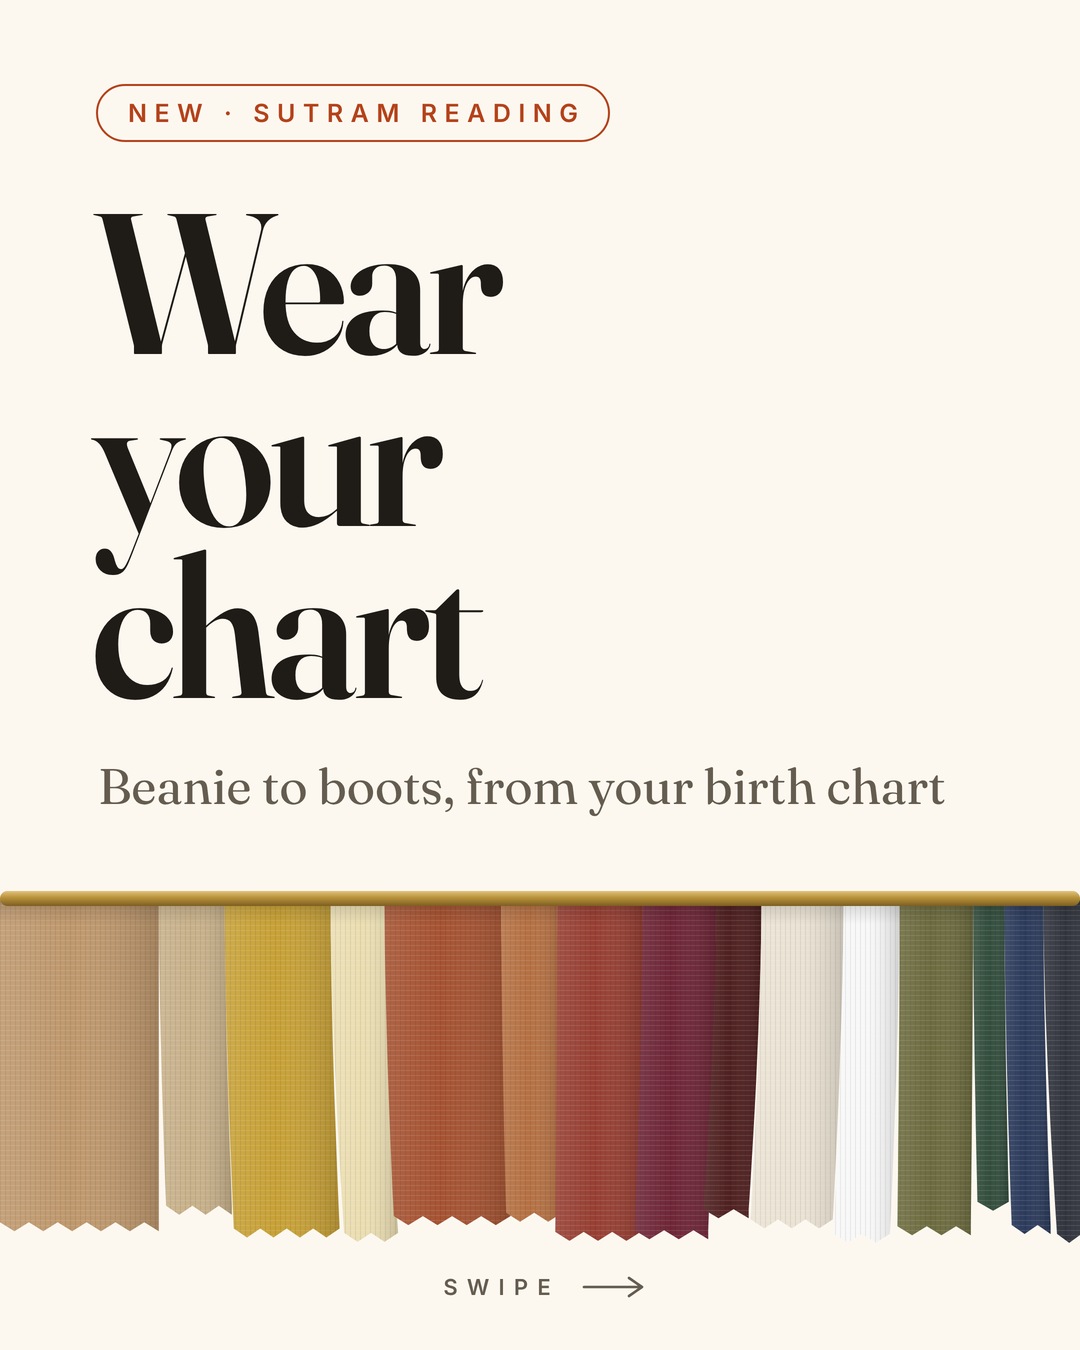 NEW · SUTRAM READING
Wear
your
chart
Beanie to boots, from your birth chart
SWIPE →